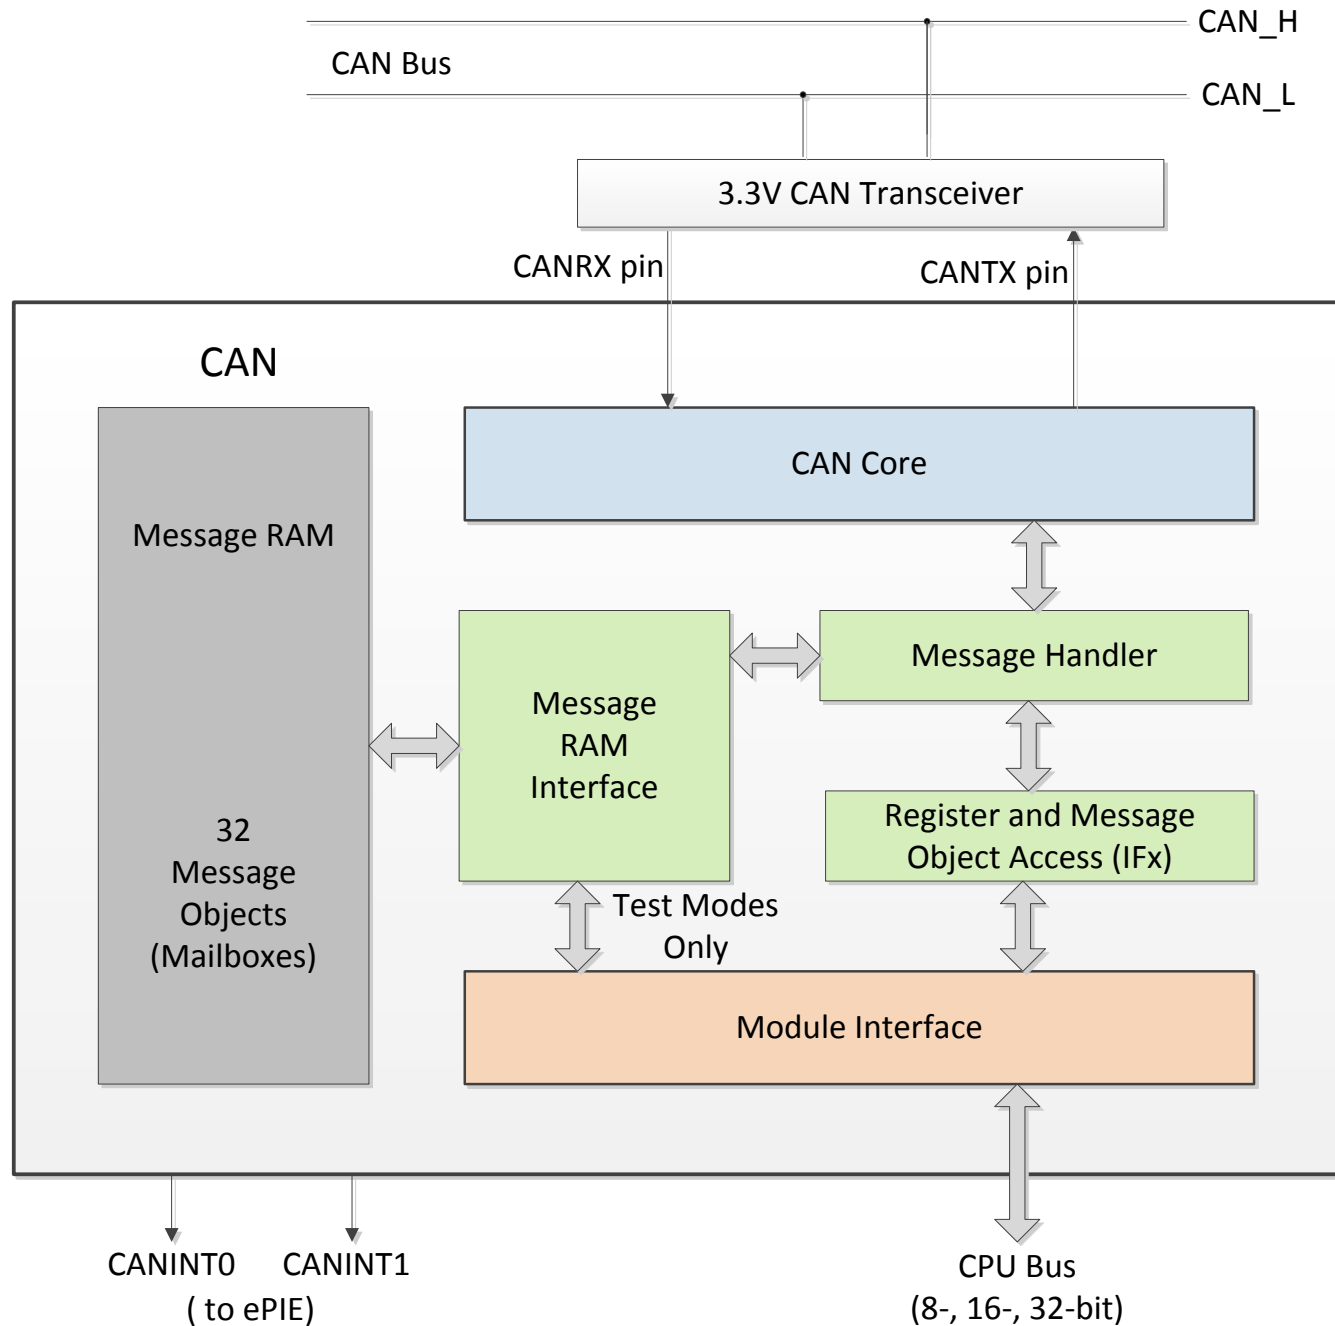 CAN_H
CAN Bus
CAN_L
3.3V CAN Transceiver
CANRX pin
CANTX pin
CAN
CAN Core
Message RAM
Message Handler
Message
RAM
Interface
Register and Message
Object Access (IFx)
32
Message
Objects
(Mailboxes)
Test Modes
Only
Module Interface
CANINT0
CANINT1
( to ePIE)
CPU Bus
(8-, 16-, 32-bit)